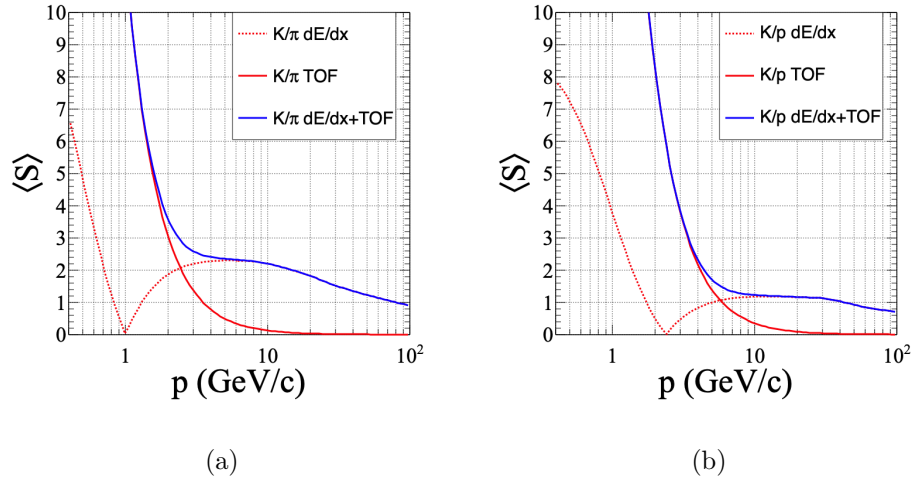 10
9
8
7
6
5
4
3
2
1
0
⟨S⟩
K/π dE/dx
K/π TOF
K/π dE/dx+TOF
1
10
10²
p (GeV/c)
(a)
10
9
8
7
6
5
4
3
2
1
0
⟨S⟩
K/p dE/dx
K/p TOF
K/p dE/dx+TOF
1
10
10²
p (GeV/c)
(b)